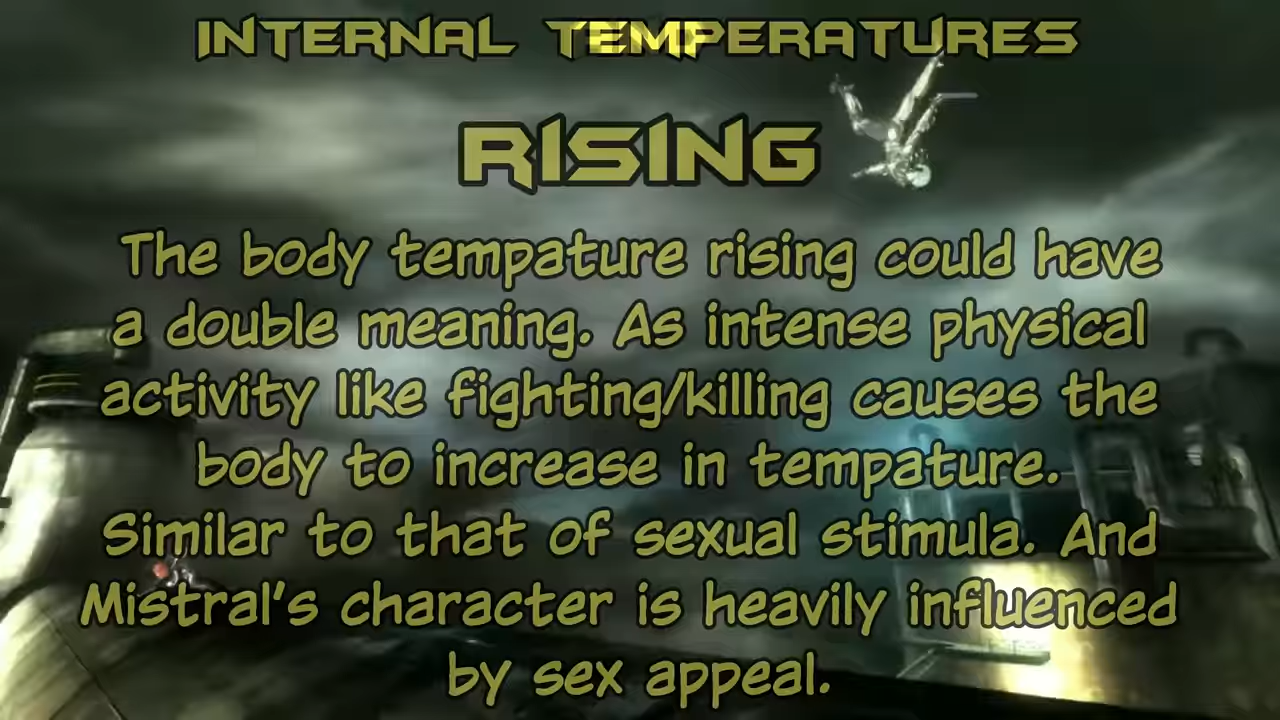 INTERNAL TEMPERATURES
RISING
The body tempature rising could have
a double meaning. As intense physical
activity like fighting/killing causes the
body to increase in tempature.
Similar to that of sexual stimula. And
Mistral's character is heavily influenced
by sex appeal.